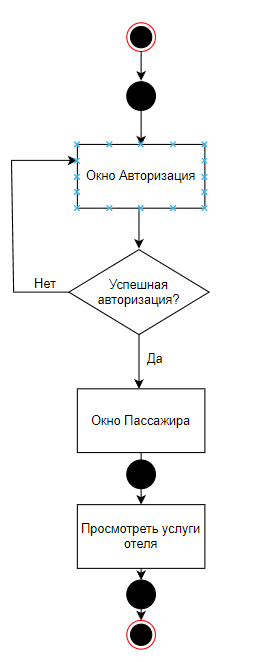 Окно Авторизация
Успешная
авторизация?
Нет
Да
Окно Пассажира
Просмотреть услуги
отеля